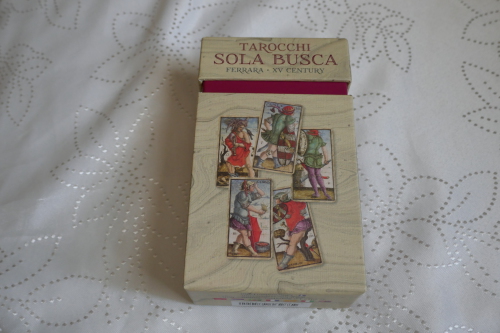 TAROCCHI
SOLA BUSCA
FERRARA - XV CENTURY